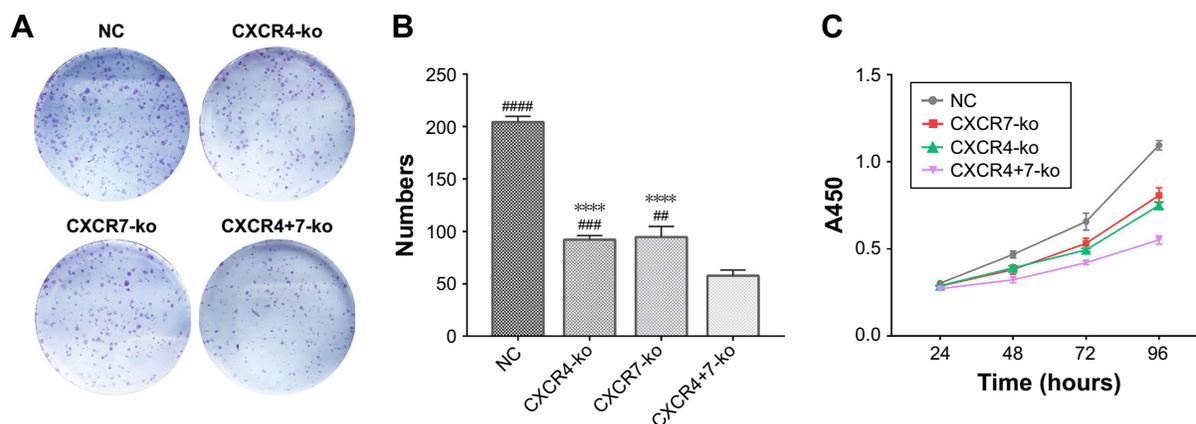 A
NC
CXCR4-ko
CXCR7-ko
CXCR4+7-ko
B
Numbers
250
200
150
100
50
0
####
****
###
****
##
NC
CXCR4-ko
CXCR7-ko
CXCR4+7-ko
C
A450
1.5
1.0
0.5
0.0
NC
CXCR7-ko
CXCR4-ko
CXCR4+7-ko
24
48
72
96
Time (hours)